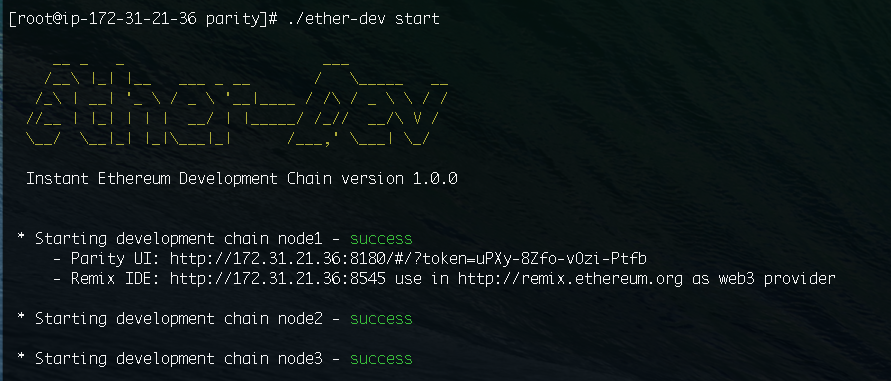 [root@ip-172-31-21-36 parity]# ./ether-dev start
Ether-Dev
Instant Ethereum Development Chain version 1.0.0
* Starting development chain node1 - success
- Parity UI: http://172.31.21.36:8180/#/?token=uPXy-8Zfo-vOzi-Ptfb
- Remix IDE: http://172.31.21.36:8545 use in http://remix.ethereum.org as web3 provider
* Starting development chain node2 - success
* Starting development chain node3 - success